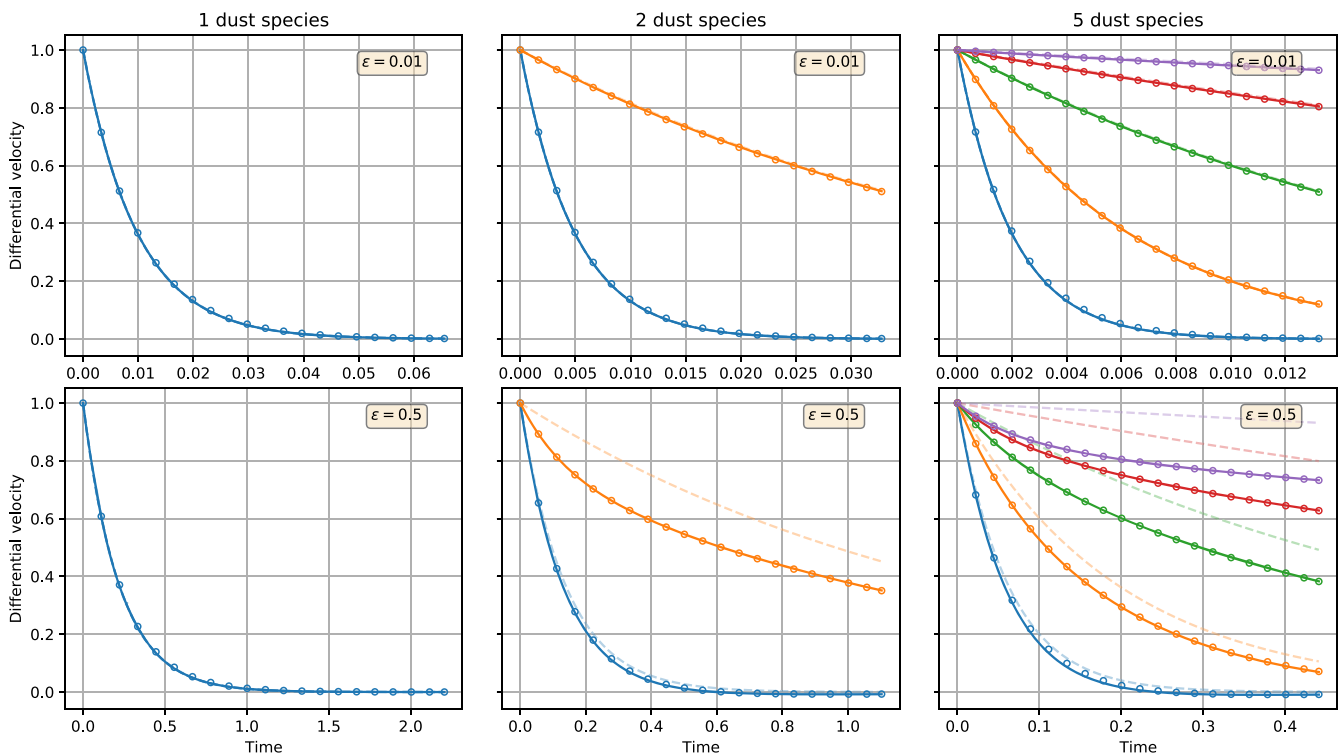 1 dust species
2 dust species
5 dust species
Differential velocity
1.0
0.8
0.6
0.4
0.2
0.0
ε = 0.01
ε = 0.01
ε = 0.01
0.00 0.01 0.02 0.03 0.04 0.05 0.06
0.000 0.005 0.010 0.015 0.020 0.025 0.030
0.000 0.002 0.004 0.006 0.008 0.010 0.012
Differential velocity
1.0
0.8
0.6
0.4
0.2
0.0
ε = 0.5
ε = 0.5
ε = 0.5
0.0 0.5 1.0 1.5 2.0
0.0 0.2 0.4 0.6 0.8 1.0
0.0 0.1 0.2 0.3 0.4
Time
Time
Time